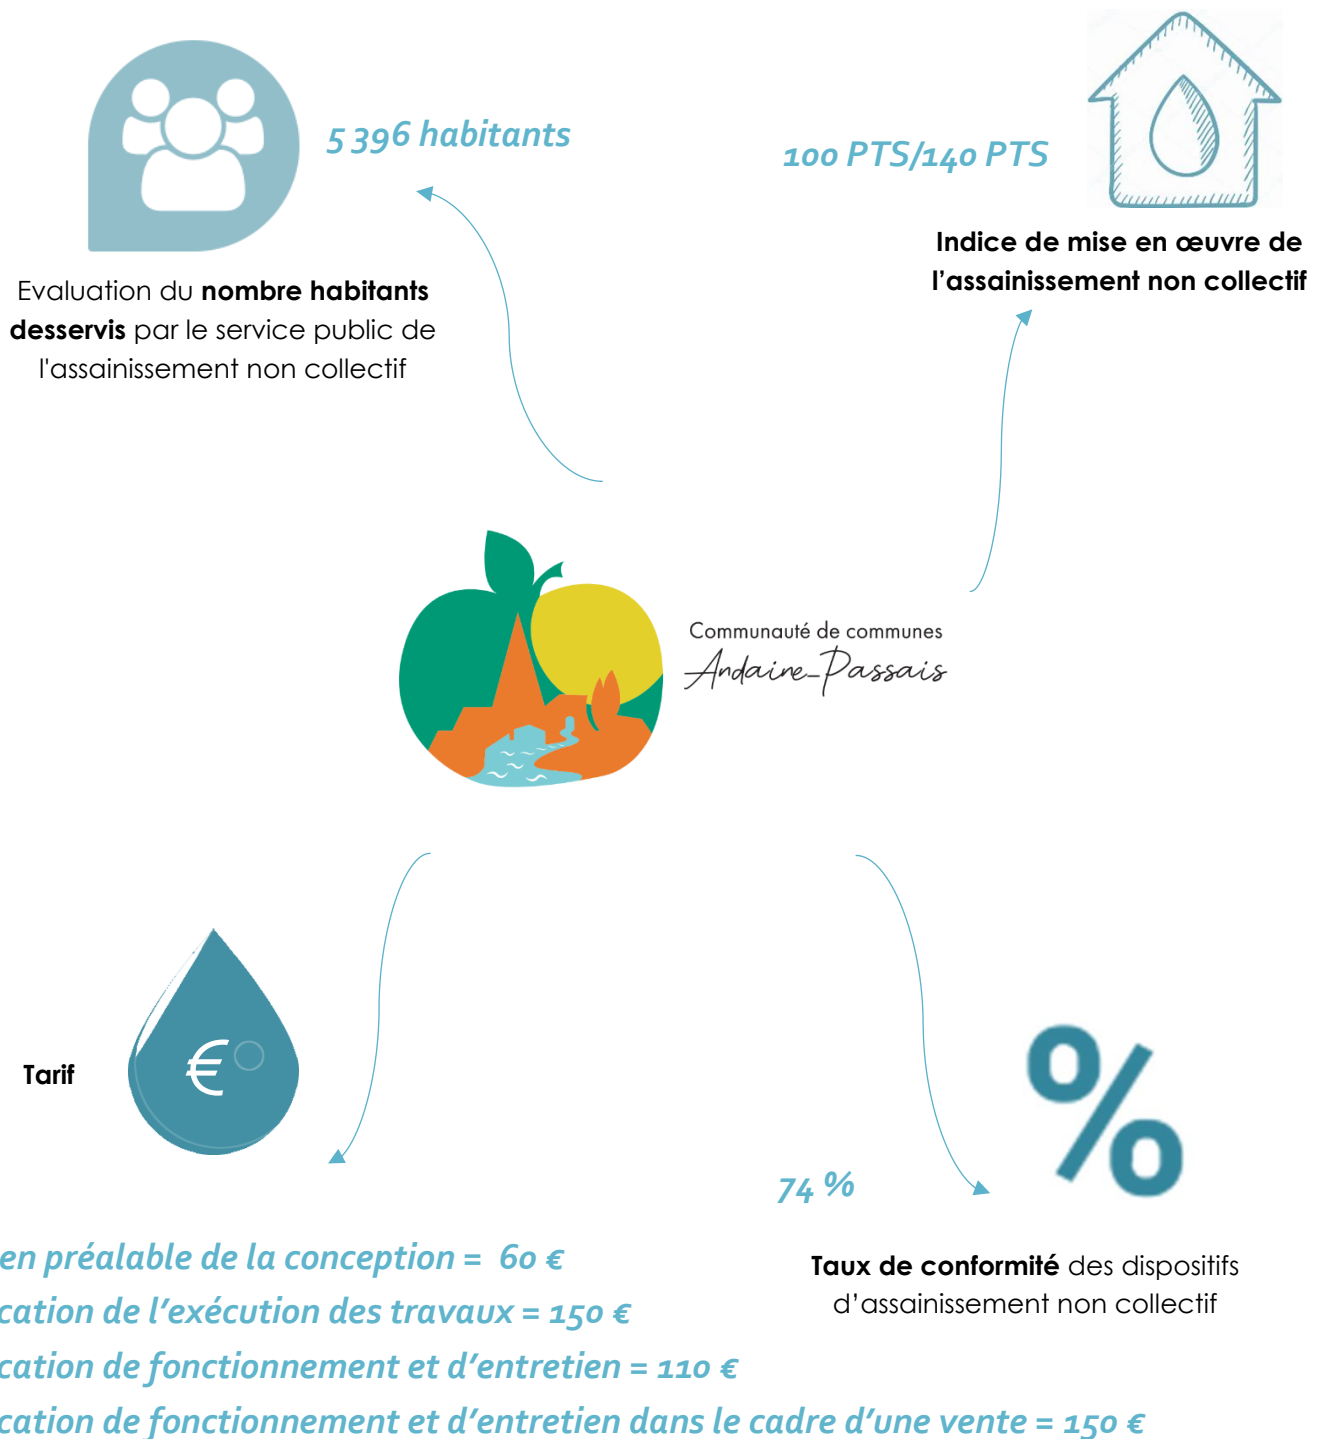 5 396 habitants
100 PTS/140 PTS
Indice de mise en œuvre de
l'assainissement non collectif
Evaluation du nombre habitants
desservis par le service public de
l'assainissement non collectif
Communauté de communes
Andaine-Passais
Tarif
€
%
74 %
Taux de conformité des dispositifs
d'assainissement non collectif
en préalable de la conception = 60 €
cation de l'exécution des travaux = 150 €
cation de fonctionnement et d'entretien = 110 €
cation de fonctionnement et d'entretien dans le cadre d'une vente = 150 €